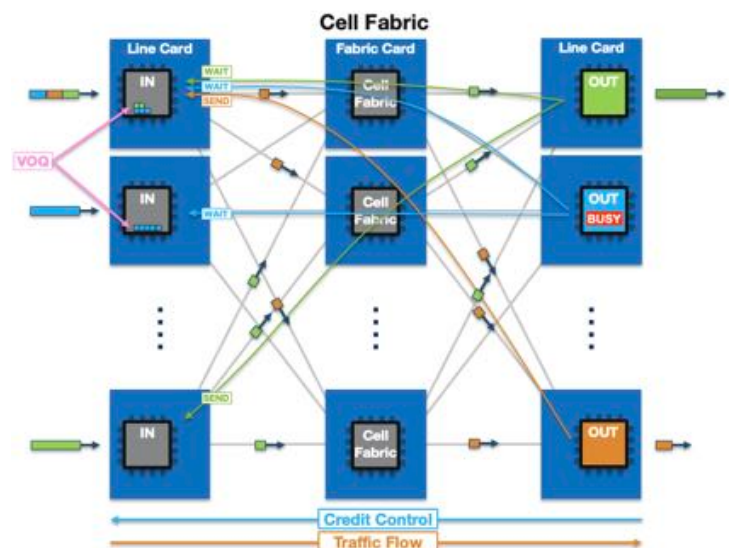 Cell Fabric
Line Card
Fabric Card
Line Card
IN
WAIT
WAIT
SEND
Cell
Fabric
OUT
VOQ
IN
WAIT
Cell
Fabric
OUT
BUSY
IN
SEND
Cell
Fabric
OUT
Credit Control
Traffic Flow